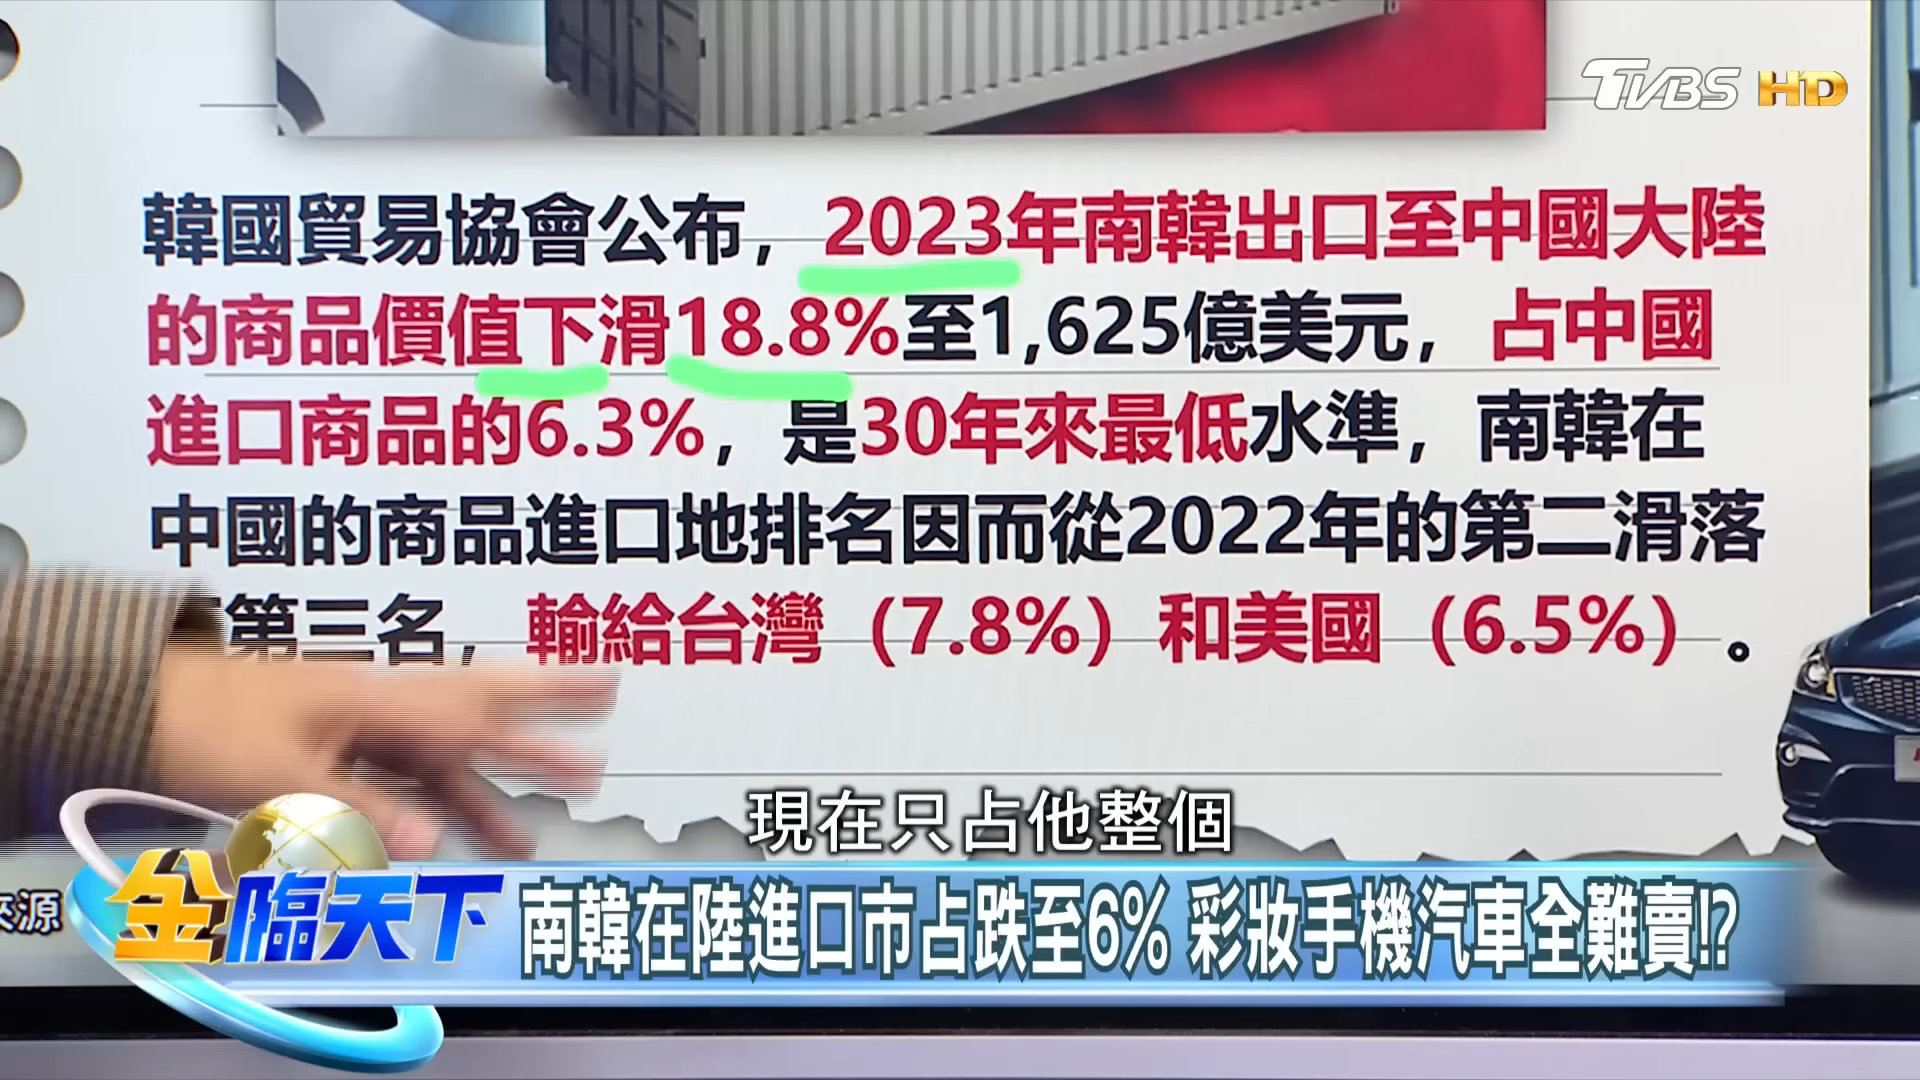 TVBS HD
韓國貿易協會公布，2023年南韓出口至中國大陸
的商品價值下滑18.8%至1,625億美元，占中國
進口商品的6.3%，是30年來最低水準，南韓在
中國的商品進口地排名因而從2022年的第二滑落
第三名，輸給台灣（7.8%）和美國（6.5%）。
現在只占他整個
來源
金臨天下
南韓在陸進口市占跌至6% 彩妝手機汽車全難賣!?